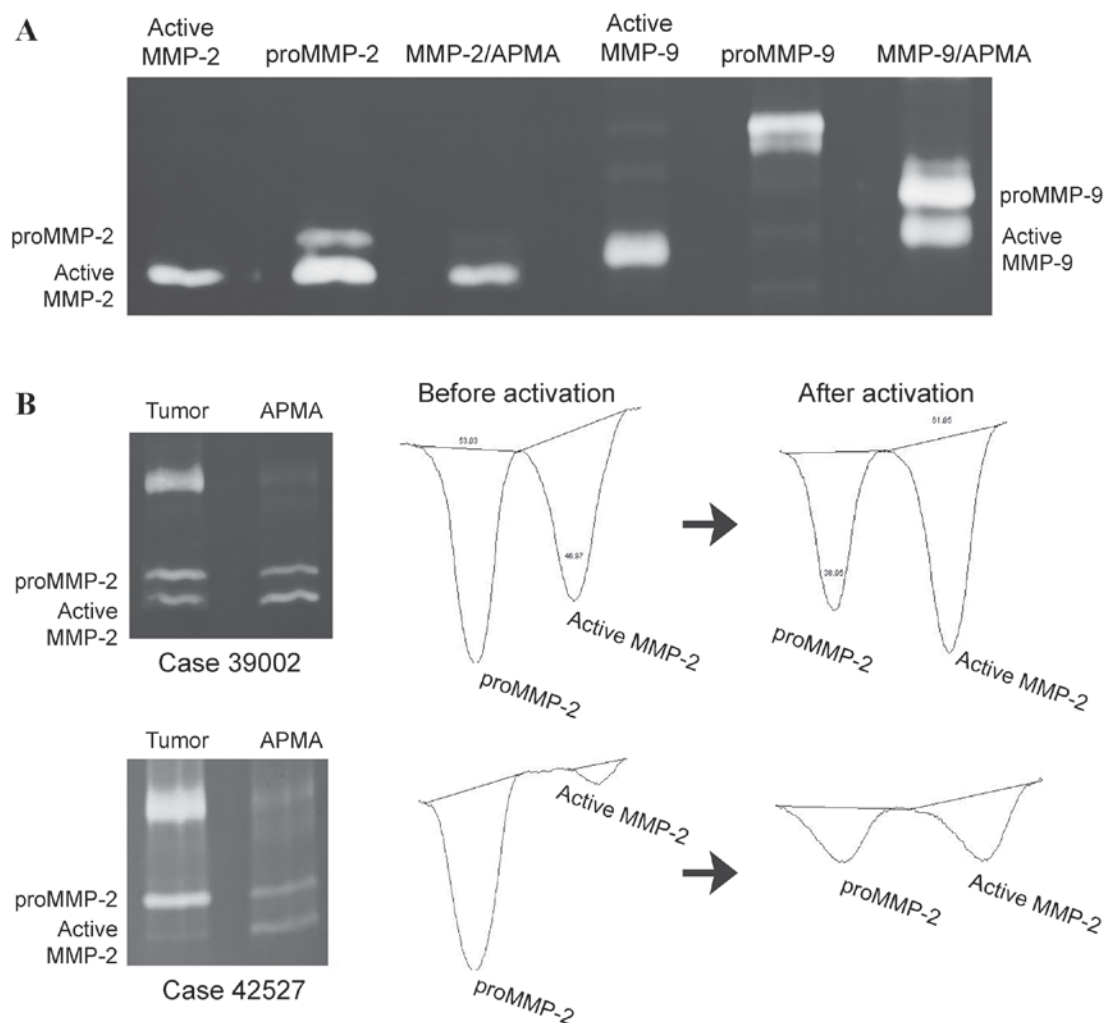 A
Active
MMP-2
proMMP-2
MMP-2/APMA
Active
MMP-9
proMMP-9
MMP-9/APMA
proMMP-2
Active
MMP-2
proMMP-9
Active
MMP-9
B
Tumor
APMA
Before activation
After activation
53.03
46.97
61.05
38.95
proMMP-2
Active
MMP-2
Case 39002
proMMP-2
Active MMP-2
proMMP-2
Active MMP-2
Tumor
APMA
proMMP-2
Active
MMP-2
Case 42527
proMMP-2
Active MMP-2
proMMP-2
Active MMP-2